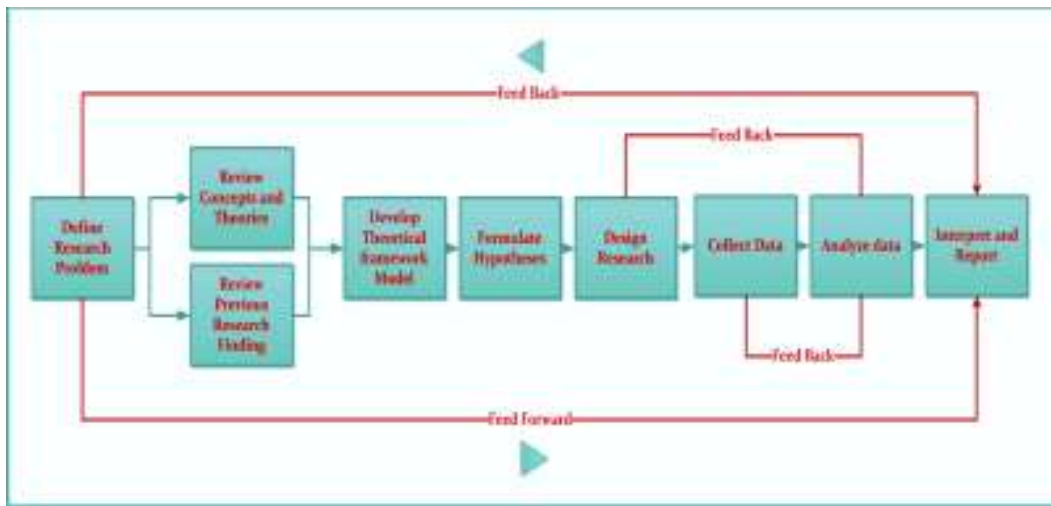 Feed Back
Feed Back
Define
Research
Problem
Review
Concepts and
Theories
Review
Previous
Research
Finding
Develop
Theoretical
framework
Model
Formulate
Hypotheses
Design
Research
Collect Data
Analyze data
Interpret and
Report
Feed Back
Feed Forward